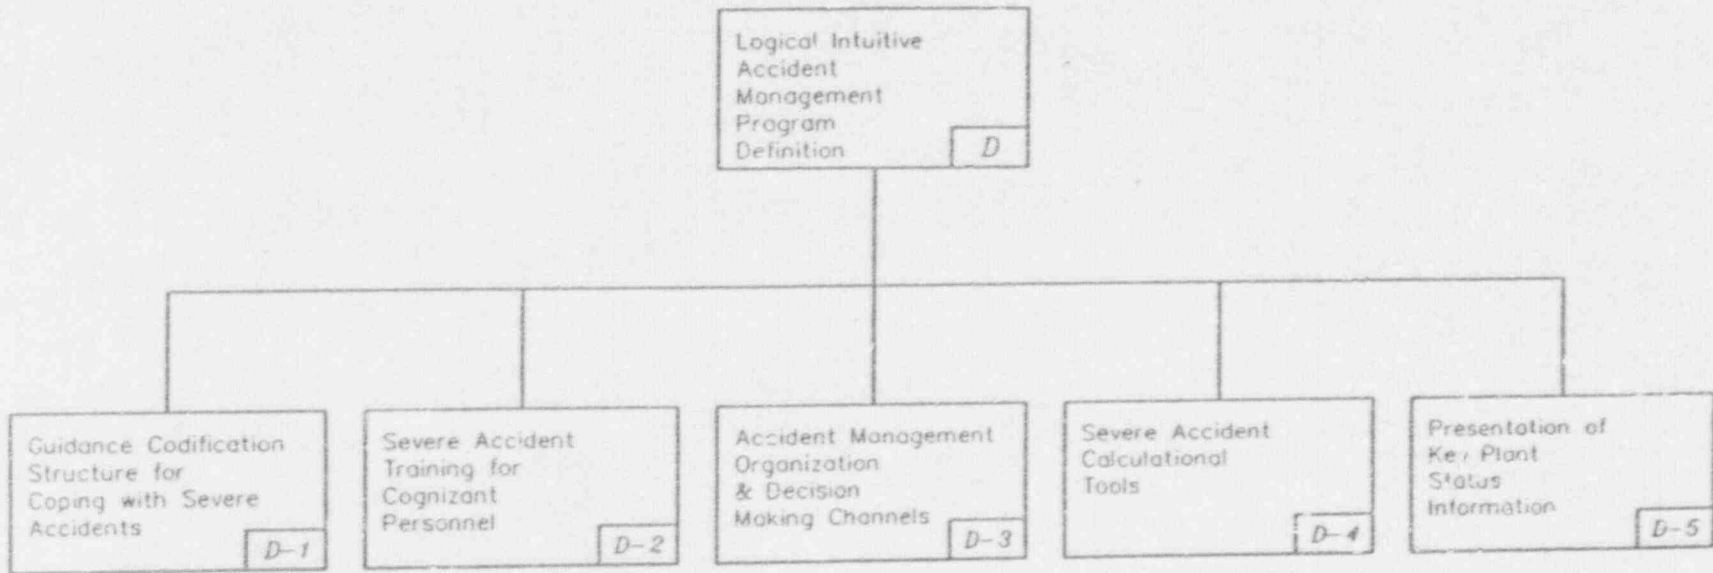 Logical Intuitive
Accident
Management
Program
Definition
D
Guidance Codification
Structure for
Coping with Severe
Accidents
D-1
Severe Accident
Training for
Cognizant
Personnel
D-2
Accident Management
Organization
& Decision
Making Channels
D-3
Severe Accident
Calculational
Tools
D-4
Presentation of
Key Plant
Status
Information
D-5